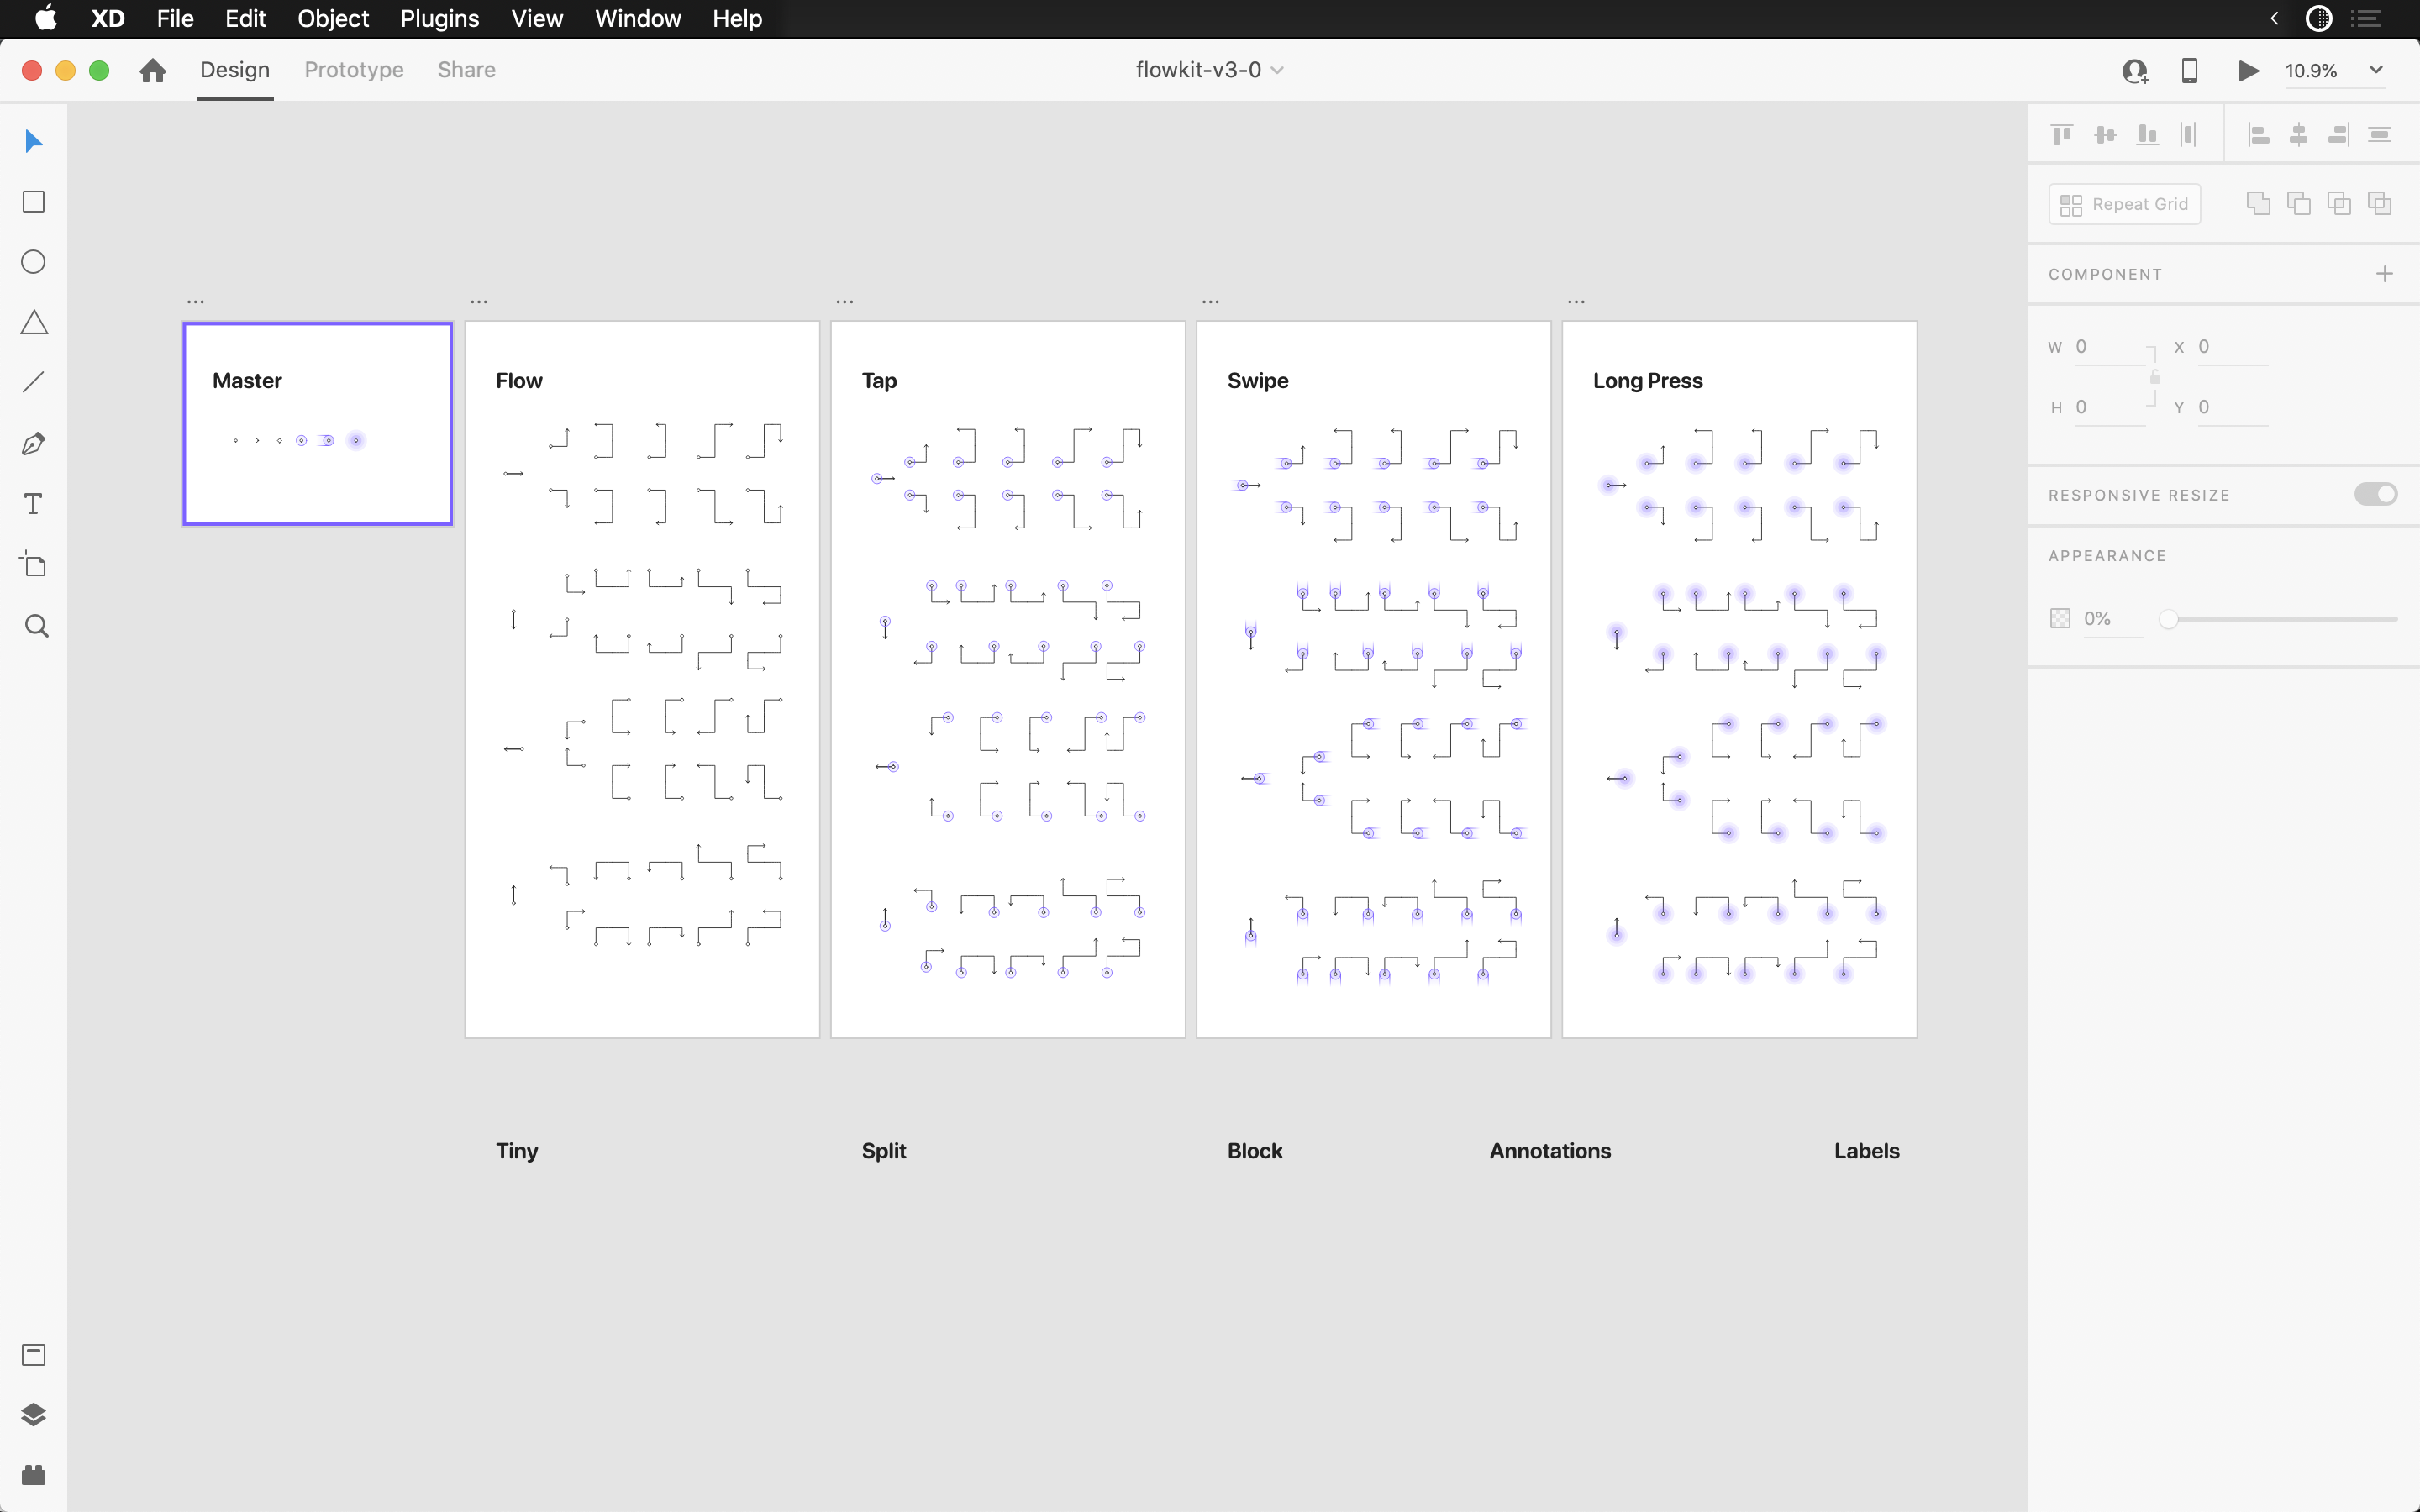 XD File Edit Object Plugins View Window Help
Design Prototype Share
flowkit-v3-0
10.9%
Repeat Grid
COMPONENT
W 0 X 0
H 0 Y 0
RESPONSIVE RESIZE
APPEARANCE
0%
...
...
...
...
...
Master
Flow
Tap
Swipe
Long Press
Tiny
Split
Block
Annotations
Labels